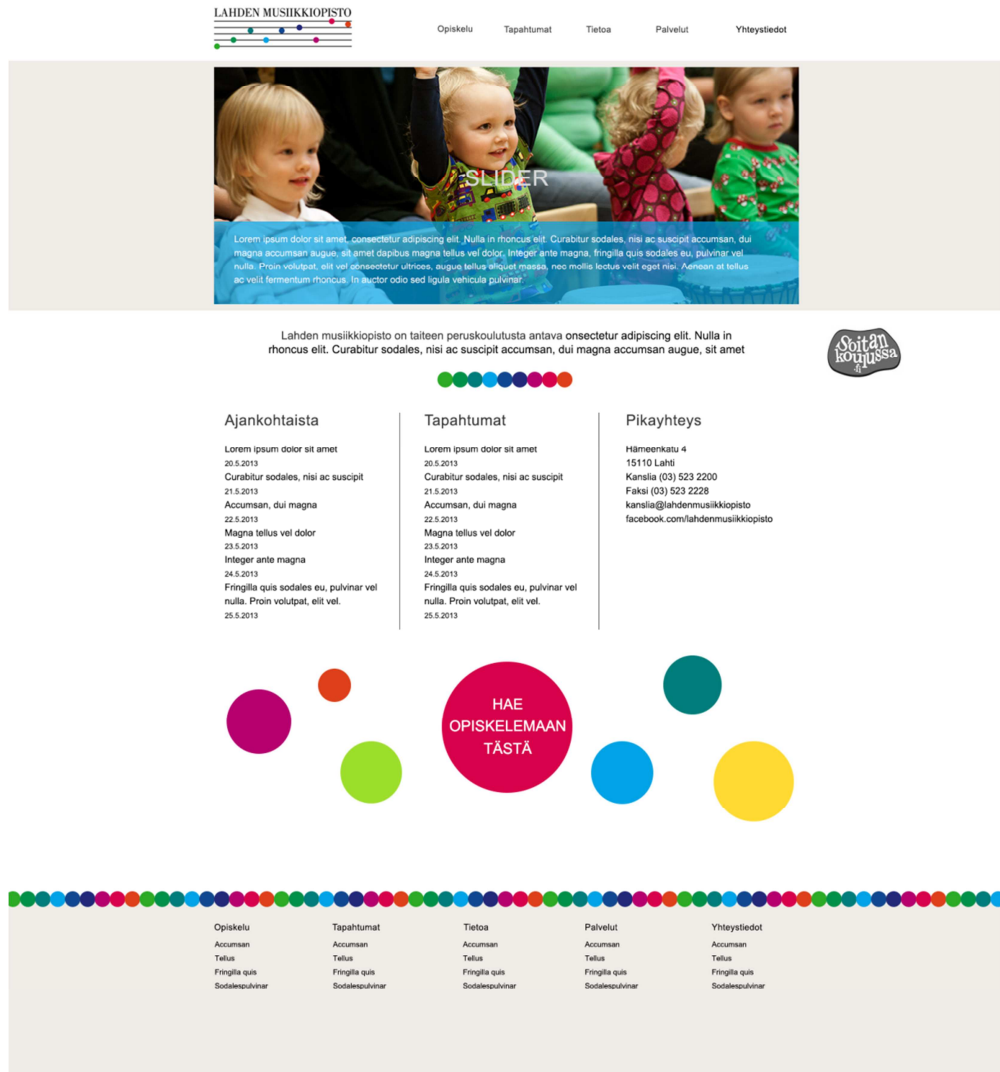 LAHDEN MUSIIKKIOPISTO
Opiskelu Tapahtumat Tietoa Palvelut Yhteystiedot
SLIDER
Lorem ipsum dolor sit amet, consectetur adipiscing elit. Nulla in rhoncus elit. Curabitur sodales, nisi ac suscipit accumsan, dui
magna accumsan augue, sit amet dapibus magna tellus vel dolor. Integer ante magna, fringilla quis sodales eu, pulvinar vel
nulla. Proin volutpat, elit vel consectetur ultrices, augue tellus aliquet massa, nec mollis lectus velit eget nisi. Aenean at tellus
ac velit fermentum rhoncus. In auctor odio sed ligula vehicula pulvinar.
Lahden musiikkiopisto on taiteen peruskoulutusta antava onsectetur adipiscing elit. Nulla in
rhoncus elit. Curabitur sodales, nisi ac suscipit accumsan, dui magna accumsan augue, sit amet
Soitan
koulussa
.fi
Ajankohtaista
Lorem ipsum dolor sit amet
20.5.2013
Curabitur sodales, nisi ac suscipit
21.5.2013
Accumsan, dui magna
22.5.2013
Magna tellus vel dolor
23.5.2013
Integer ante magna
24.5.2013
Fringilla quis sodales eu, pulvinar vel
nulla. Proin volutpat, elit vel.
25.5.2013
Tapahtumat
Lorem ipsum dolor sit amet
20.5.2013
Curabitur sodales, nisi ac suscipit
21.5.2013
Accumsan, dui magna
22.5.2013
Magna tellus vel dolor
23.5.2013
Integer ante magna
24.5.2013
Fringilla quis sodales eu, pulvinar vel
nulla. Proin volutpat, elit vel.
25.5.2013
Pikayhteys
Hämeenkatu 4
15110 Lahti
Kanslia (03) 523 2200
Faksi (03) 523 2228
kanslia@lahdenmusiikkiopisto
facebook.com/lahdenmusiikkiopisto
HAE
OPISKELEMAAN
TÄSTÄ
Opiskelu Tapahtumat Tietoa Palvelut Yhteystiedot
Accumsan Accumsan Accumsan Accumsan Accumsan
Tellus Tellus Tellus Tellus Tellus
Fringilla quis Fringilla quis Fringilla quis Fringilla quis Fringilla quis
Sodalespulvinar Sodalespulvinar Sodalespulvinar Sodalespulvinar Sodalespulvinar